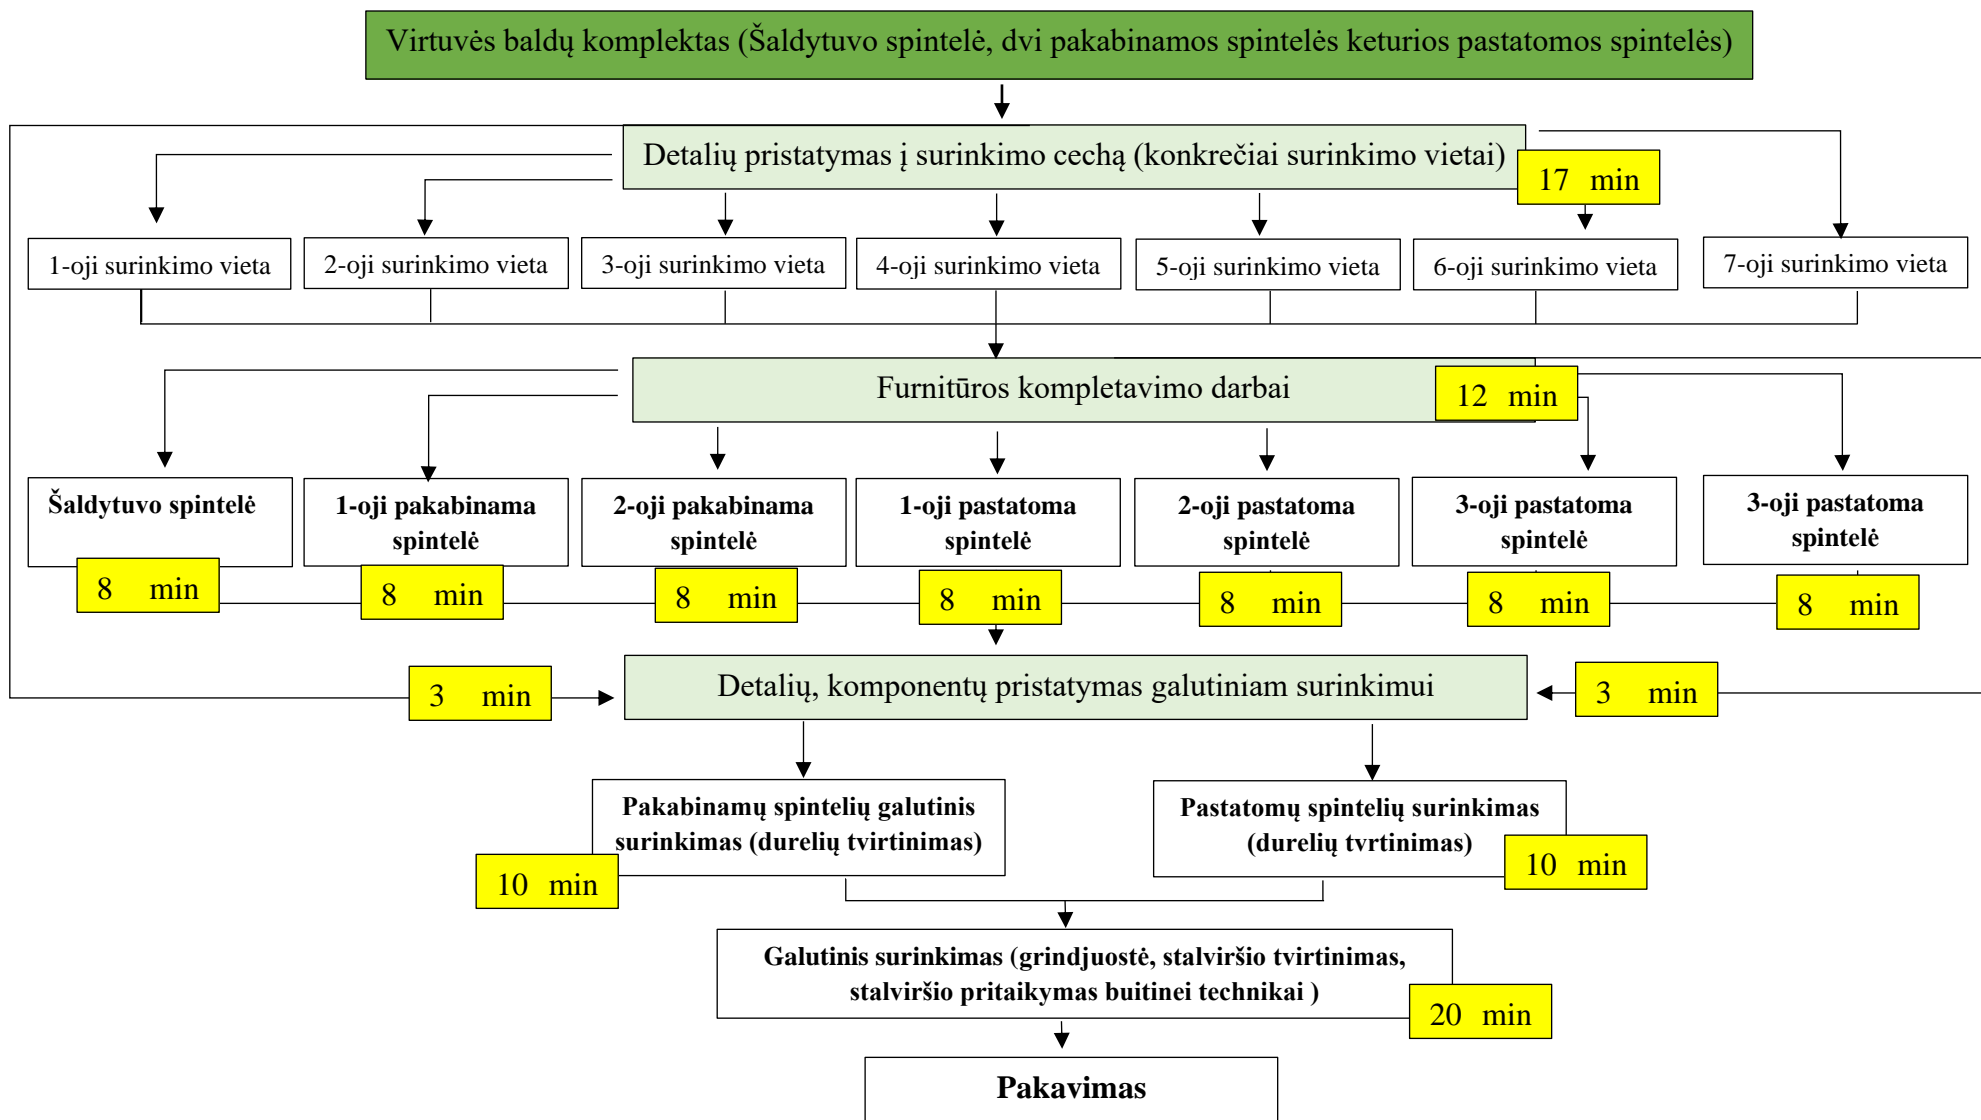 Virtuvės baldų komplektas (Šaldytuvo spintelė, dvi pakabinamos spintelės keturios pastatomos spintelės)
Detalių pristatymas į surinkimo cechą (konkrečiai surinkimo vietai)
17 min
1-oji surinkimo vieta
2-oji surinkimo vieta
3-oji surinkimo vieta
4-oji surinkimo vieta
5-oji surinkimo vieta
6-oji surinkimo vieta
7-oji surinkimo vieta
Furnitūros kompletavimo darbai
12 min
Šaldytuvo spintelė
1-oji pakabinama
spintelė
2-oji pakabinama
spintelė
1-oji pastatoma
spintelė
2-oji pastatoma
spintelė
3-oji pastatoma
spintelė
3-oji pastatoma
spintelė
8 min
8 min
8 min
8 min
8 min
8 min
8 min
3 min
Detalių, komponentų pristatymas galutiniam surinkimui
3 min
Pakabinamų spintelių galutinis
surinkimas (durelių tvirtinimas)
10 min
Pastatomų spintelių surinkimas
(durelių tvrtinimas)
10 min
Galutinis surinkimas (grindjuostė, stalviršio tvirtinimas,
stalviršio pritaikymas buitinei technikai )
20 min
Pakavimas